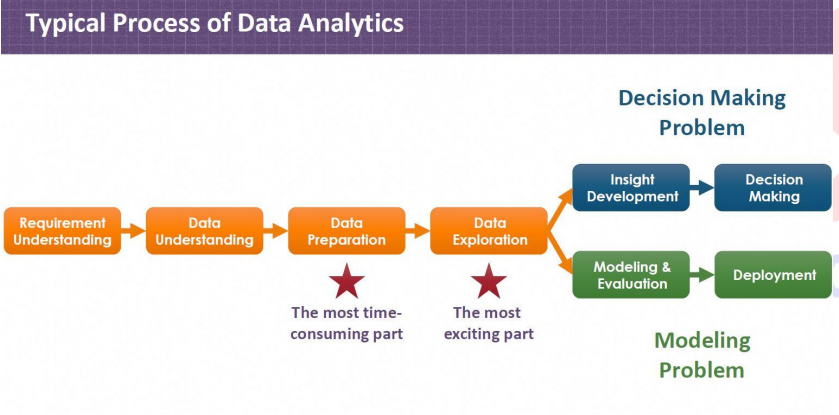 Typical Process of Data Analytics
Decision Making
Problem
Insight
Development
Decision
Making
Requirement
Understanding
Data
Understanding
Data
Preparation
Data
Exploration
Modeling &
Evaluation
Deployment
The most time-
consuming part
The most
exciting part
Modeling
Problem